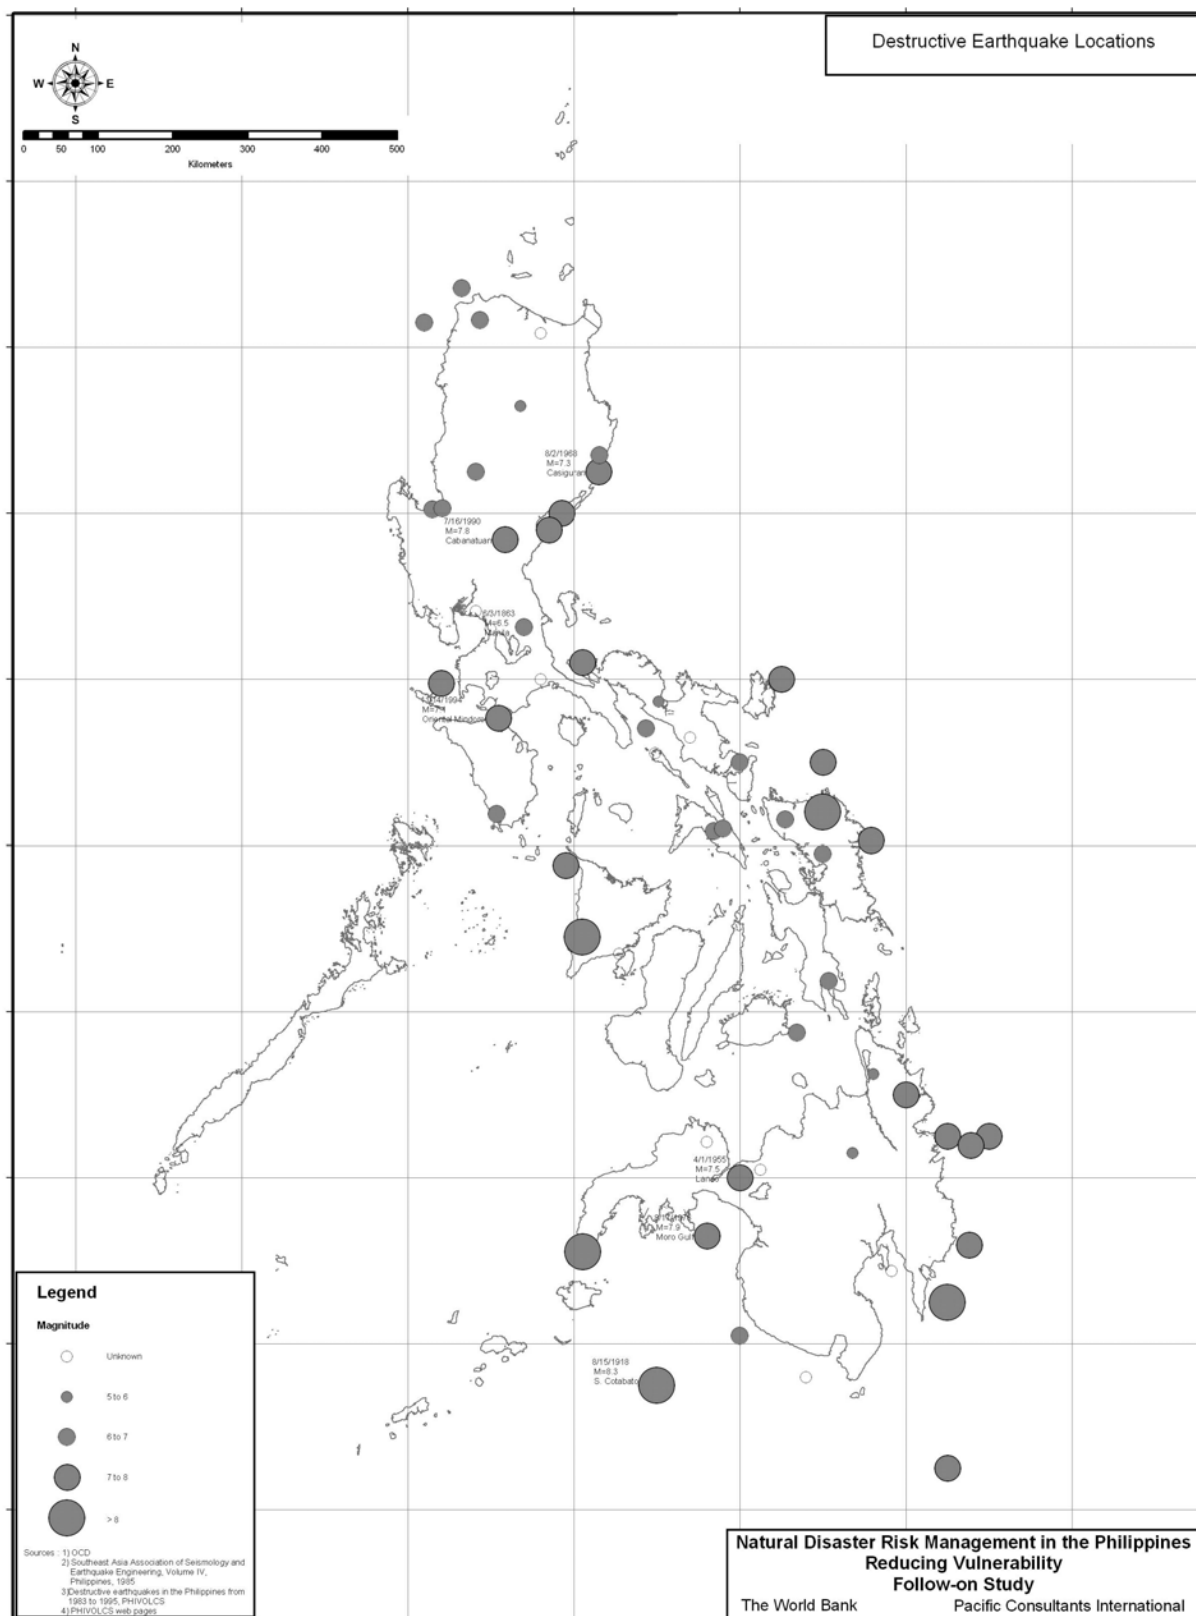 Destructive Earthquake Locations
N
W E
S
0 50 100 200 300 400 500
Kilometers
8/2/1968
M=7.3
Casiguran
7/16/1990
M=7.8
Cabanatuan
6/3/1863
M=6.5
Manila
M=7.1
Oriental Mindoro
4/1/1955
M=7.5
Lanao
M=7.9
Moro Gulf
8/15/1918
M=8.3
S. Cotabato
Legend
Magnitude
Unknown
5 to 6
6 to 7
7 to 8
> 8
Sources : 1) OCD
2) Southeast Asia Association of Seismology and
Earthquake Engineering, Volume IV,
Philippines, 1985
3)Destructive earthquakes in the Philippines from
1983 to 1995, PHIVOLCS
4) PHIVOLCS web pages
Natural Disaster Risk Management in the Philippines
Reducing Vulnerability
Follow-on Study
The World Bank Pacific Consultants International